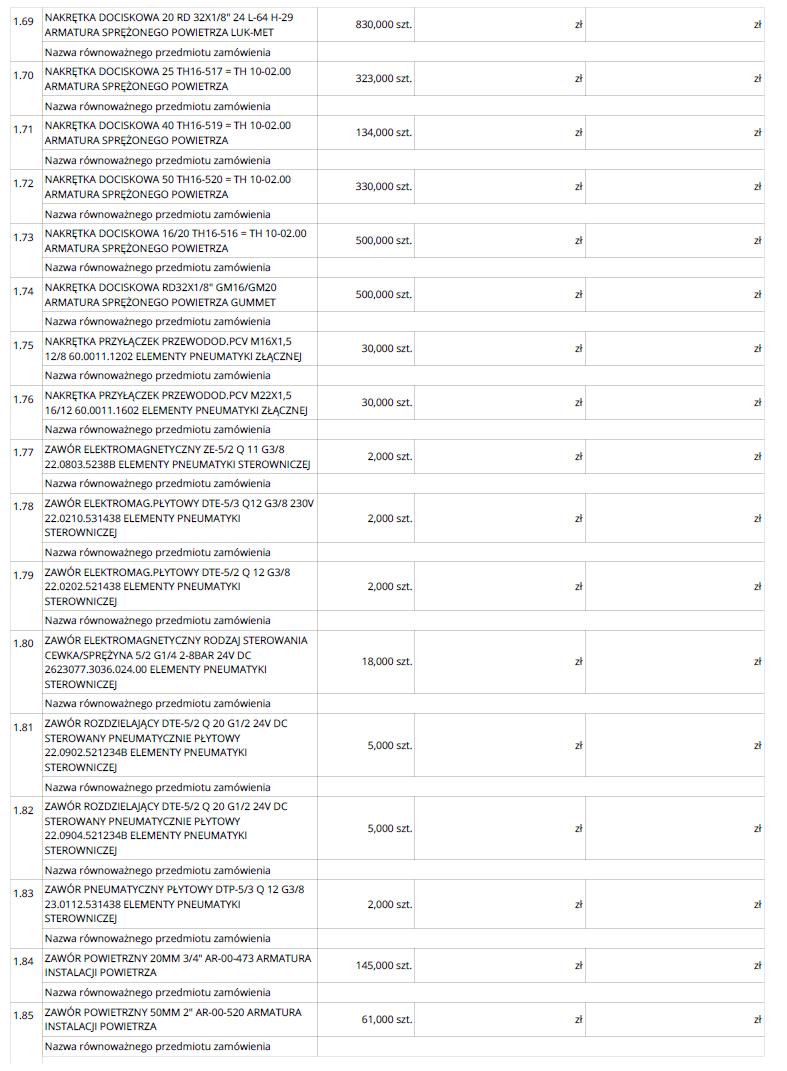 1.69 NAKRĘTKA DOCISKOWA 20 RD 32X1/8" 24 L-64 H-29
ARMATURA SPRĘŻONEGO POWIETRZA LUK-MET
830,000 szt. zł zł
Nazwa równoważnego przedmiotu zamówienia
1.70 NAKRĘTKA DOCISKOWA 25 TH16-517 = TH 10-02.00
ARMATURA SPRĘŻONEGO POWIETRZA
323,000 szt. zł zł
Nazwa równoważnego przedmiotu zamówienia
1.71 NAKRĘTKA DOCISKOWA 40 TH16-519 = TH 10-02.00
ARMATURA SPRĘŻONEGO POWIETRZA
134,000 szt. zł zł
Nazwa równoważnego przedmiotu zamówienia
1.72 NAKRĘTKA DOCISKOWA 50 TH16-520 = TH 10-02.00
ARMATURA SPRĘŻONEGO POWIETRZA
330,000 szt. zł zł
Nazwa równoważnego przedmiotu zamówienia
1.73 NAKRĘTKA DOCISKOWA 16/20 TH16-516 = TH 10-02.00
ARMATURA SPRĘŻONEGO POWIETRZA
500,000 szt. zł zł
Nazwa równoważnego przedmiotu zamówienia
1.74 NAKRĘTKA DOCISKOWA RD32X1/8" GM16/GM20
ARMATURA SPRĘŻONEGO POWIETRZA GUMMET
500,000 szt. zł zł
Nazwa równoważnego przedmiotu zamówienia
1.75 NAKRĘTKA PRZYŁĄCZEK PRZEWODOD.PCV M16X1,5
12/8 60.0011.1202 ELEMENTY PNEUMATYKI ZŁĄCZNEJ
30,000 szt. zł zł
Nazwa równoważnego przedmiotu zamówienia
1.76 NAKRĘTKA PRZYŁĄCZEK PRZEWODOD.PCV M22X1,5
16/12 60.0011.1602 ELEMENTY PNEUMATYKI ZŁĄCZNEJ
30,000 szt. zł zł
Nazwa równoważnego przedmiotu zamówienia
1.77 ZAWÓR ELEKTROMAGNETYCZNY ZE-5/2 Q 11 G3/8
22.0803.5238B ELEMENTY PNEUMATYKI STEROWNICZEJ
2,000 szt. zł zł
Nazwa równoważnego przedmiotu zamówienia
1.78 ZAWÓR ELEKTROMAG.PŁYTOWY DTE-5/3 Q12 G3/8 230V
22.0210.531438 ELEMENTY PNEUMATYKI
STEROWNICZEJ
2,000 szt. zł zł
Nazwa równoważnego przedmiotu zamówienia
1.79 ZAWÓR ELEKTROMAG.PŁYTOWY DTE-5/2 Q 12 G3/8
22.0202.521438 ELEMENTY PNEUMATYKI
STEROWNICZEJ
2,000 szt. zł zł
Nazwa równoważnego przedmiotu zamówienia
1.80 ZAWÓR ELEKTROMAGNETYCZNY RODZAJ STEROWANIA
CEWKA/SPRĘŻYNA 5/2 G1/4 2-8BAR 24V DC
2623077.3036.024.00 ELEMENTY PNEUMATYKI
STEROWNICZEJ
18,000 szt. zł zł
Nazwa równoważnego przedmiotu zamówienia
1.81 ZAWÓR ROZDZIELAJĄCY DTE-5/2 Q 20 G1/2 24V DC
STEROWANY PNEUMATYCZNIE PŁYTOWY
22.0902.521234B ELEMENTY PNEUMATYKI
STEROWNICZEJ
5,000 szt. zł zł
Nazwa równoważnego przedmiotu zamówienia
1.82 ZAWÓR ROZDZIELAJĄCY DTE-5/2 Q 20 G1/2 24V DC
STEROWANY PNEUMATYCZNIE PŁYTOWY
22.0904.521234B ELEMENTY PNEUMATYKI
STEROWNICZEJ
5,000 szt. zł zł
Nazwa równoważnego przedmiotu zamówienia
1.83 ZAWÓR PNEUMATYCZNY PŁYTOWY DTP-5/3 Q 12 G3/8
23.0112.531438 ELEMENTY PNEUMATYKI
STEROWNICZEJ
2,000 szt. zł zł
Nazwa równoważnego przedmiotu zamówienia
1.84 ZAWÓR POWIETRZNY 20MM 3/4" AR-00-473 ARMATURA
INSTALACJI POWIETRZA
145,000 szt. zł zł
Nazwa równoważnego przedmiotu zamówienia
1.85 ZAWÓR POWIETRZNY 50MM 2" AR-00-520 ARMATURA
INSTALACJI POWIETRZA
61,000 szt. zł zł
Nazwa równoważnego przedmiotu zamówienia